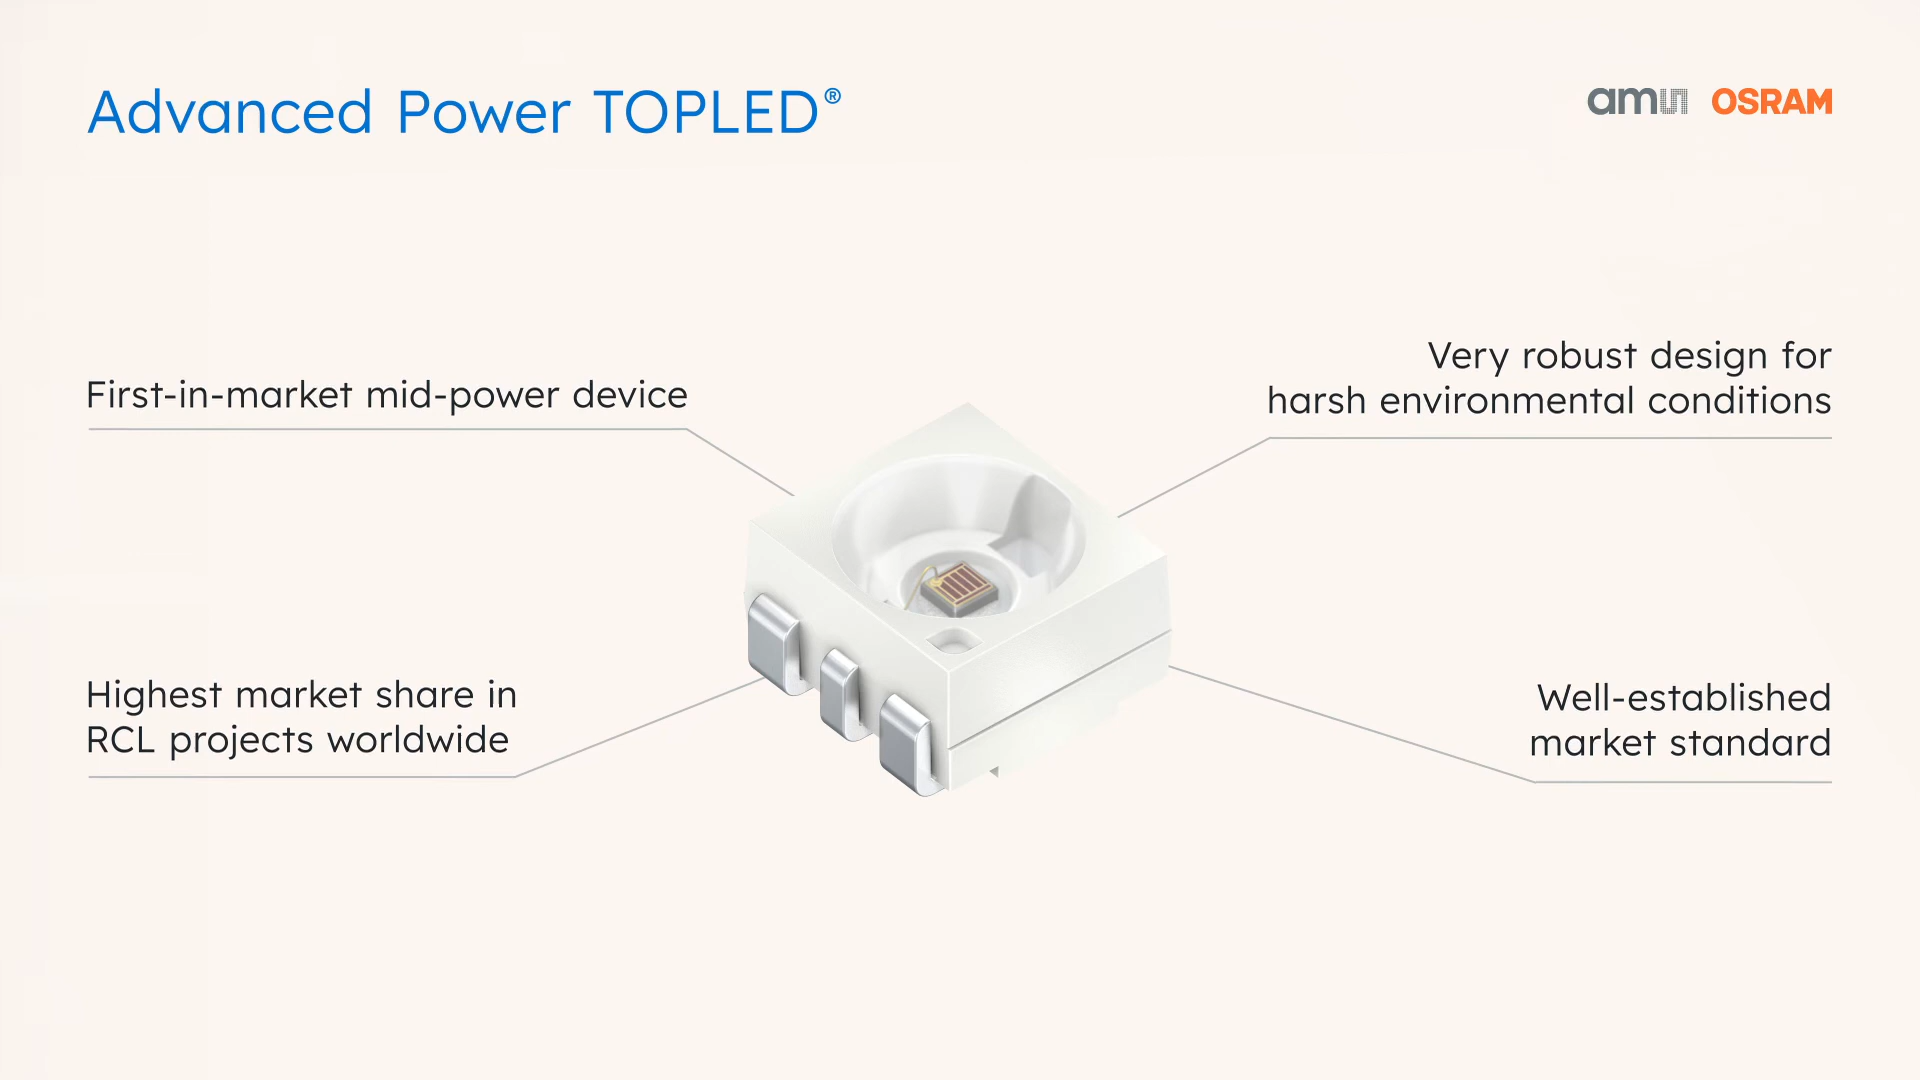 Advanced Power TOPLED®
am OSRAM
First-in-market mid-power device
Very robust design for
harsh environmental conditions
Highest market share in
RCL projects worldwide
Well-established
market standard